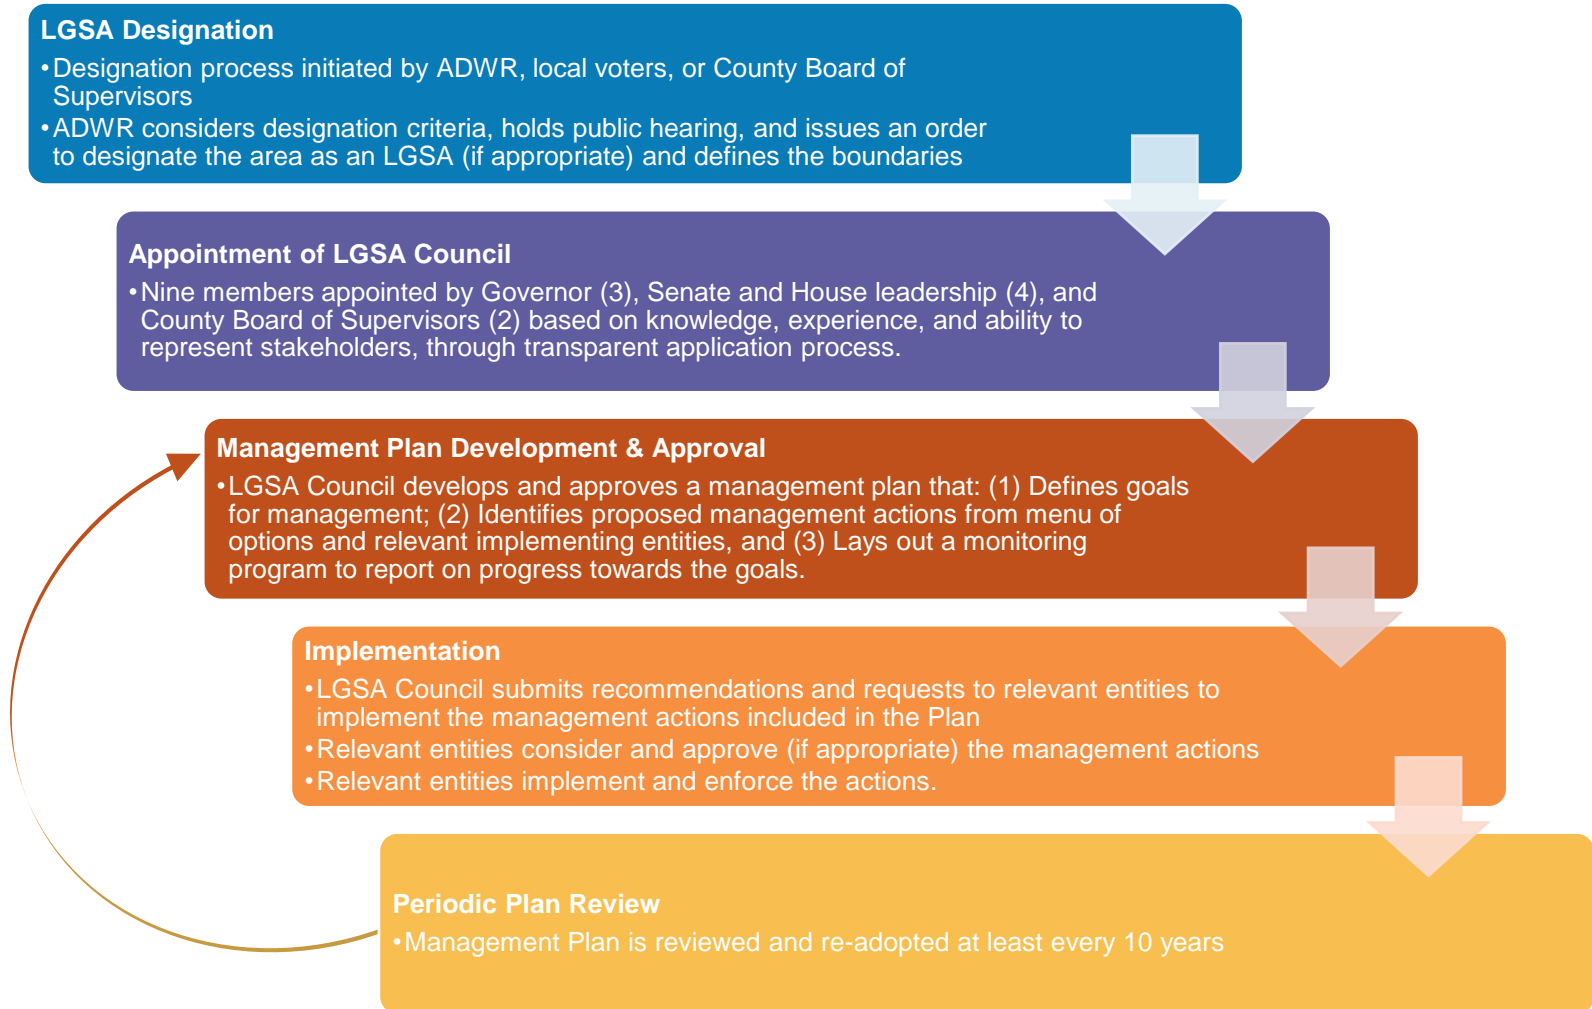 LGSA Designation
•Designation process initiated by ADWR, local voters, or County Board of
Supervisors
•ADWR considers designation criteria, holds public hearing, and issues an order
to designate the area as an LGSA (if appropriate) and defines the boundaries
Appointment of LGSA Council
•Nine members appointed by Governor (3), Senate and House leadership (4), and
County Board of Supervisors (2) based on knowledge, experience, and ability to
represent stakeholders, through transparent application process.
Management Plan Development & Approval
•LGSA Council develops and approves a management plan that: (1) Defines goals
for management; (2) Identifies proposed management actions from menu of
options and relevant implementing entities, and (3) Lays out a monitoring
program to report on progress towards the goals.
Implementation
•LGSA Council submits recommendations and requests to relevant entities to
implement the management actions included in the Plan
•Relevant entities consider and approve (if appropriate) the management actions
•Relevant entities implement and enforce the actions.
Periodic Plan Review
•Management Plan is reviewed and re-adopted at least every 10 years